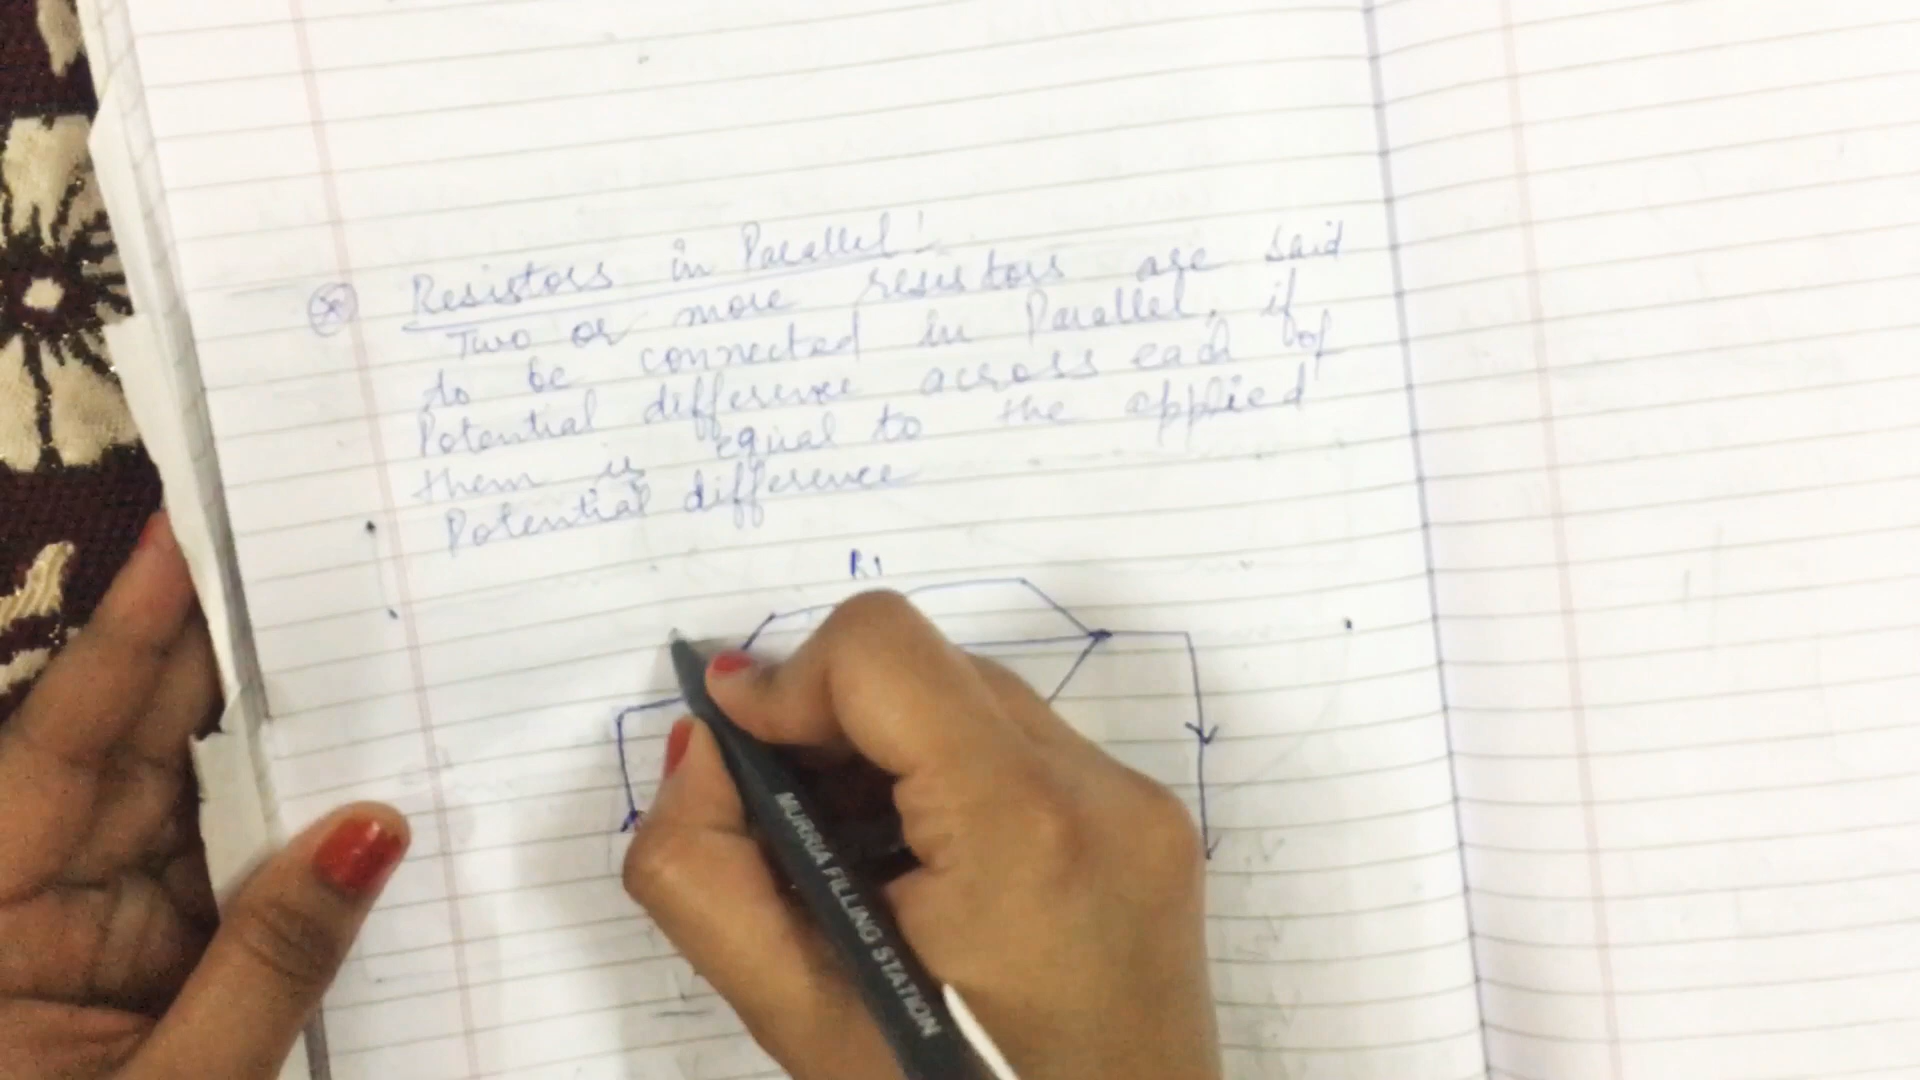 Resistors in Parallel!
Two or more resistors are said
to be connected in Parallel, if
Potential difference across each of
them is equal to the applied
Potential difference
R1
MURRIA FILLING STATION